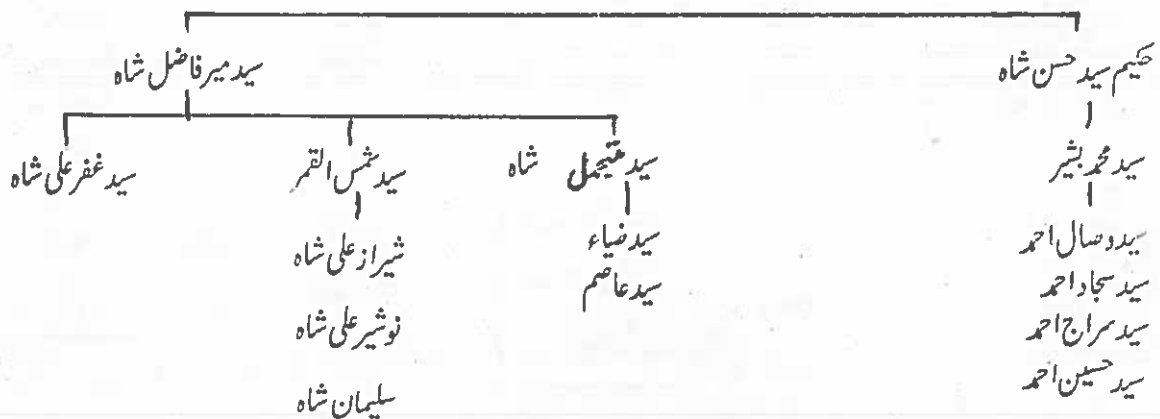 حکیم سید حسن شاہ
سید میر فاضل شاہ
سید محمد بشیر
سید شاہ
سید شمس القمر
سید غفر علی شاہ
سید وصال احمد
سید سجاد احمد
سید سراج احمد
سید حسین احمد
سید ضیاء
سید عاصم
شیراز علی شاہ
نوشیر علی شاہ
سلیمان شاہ